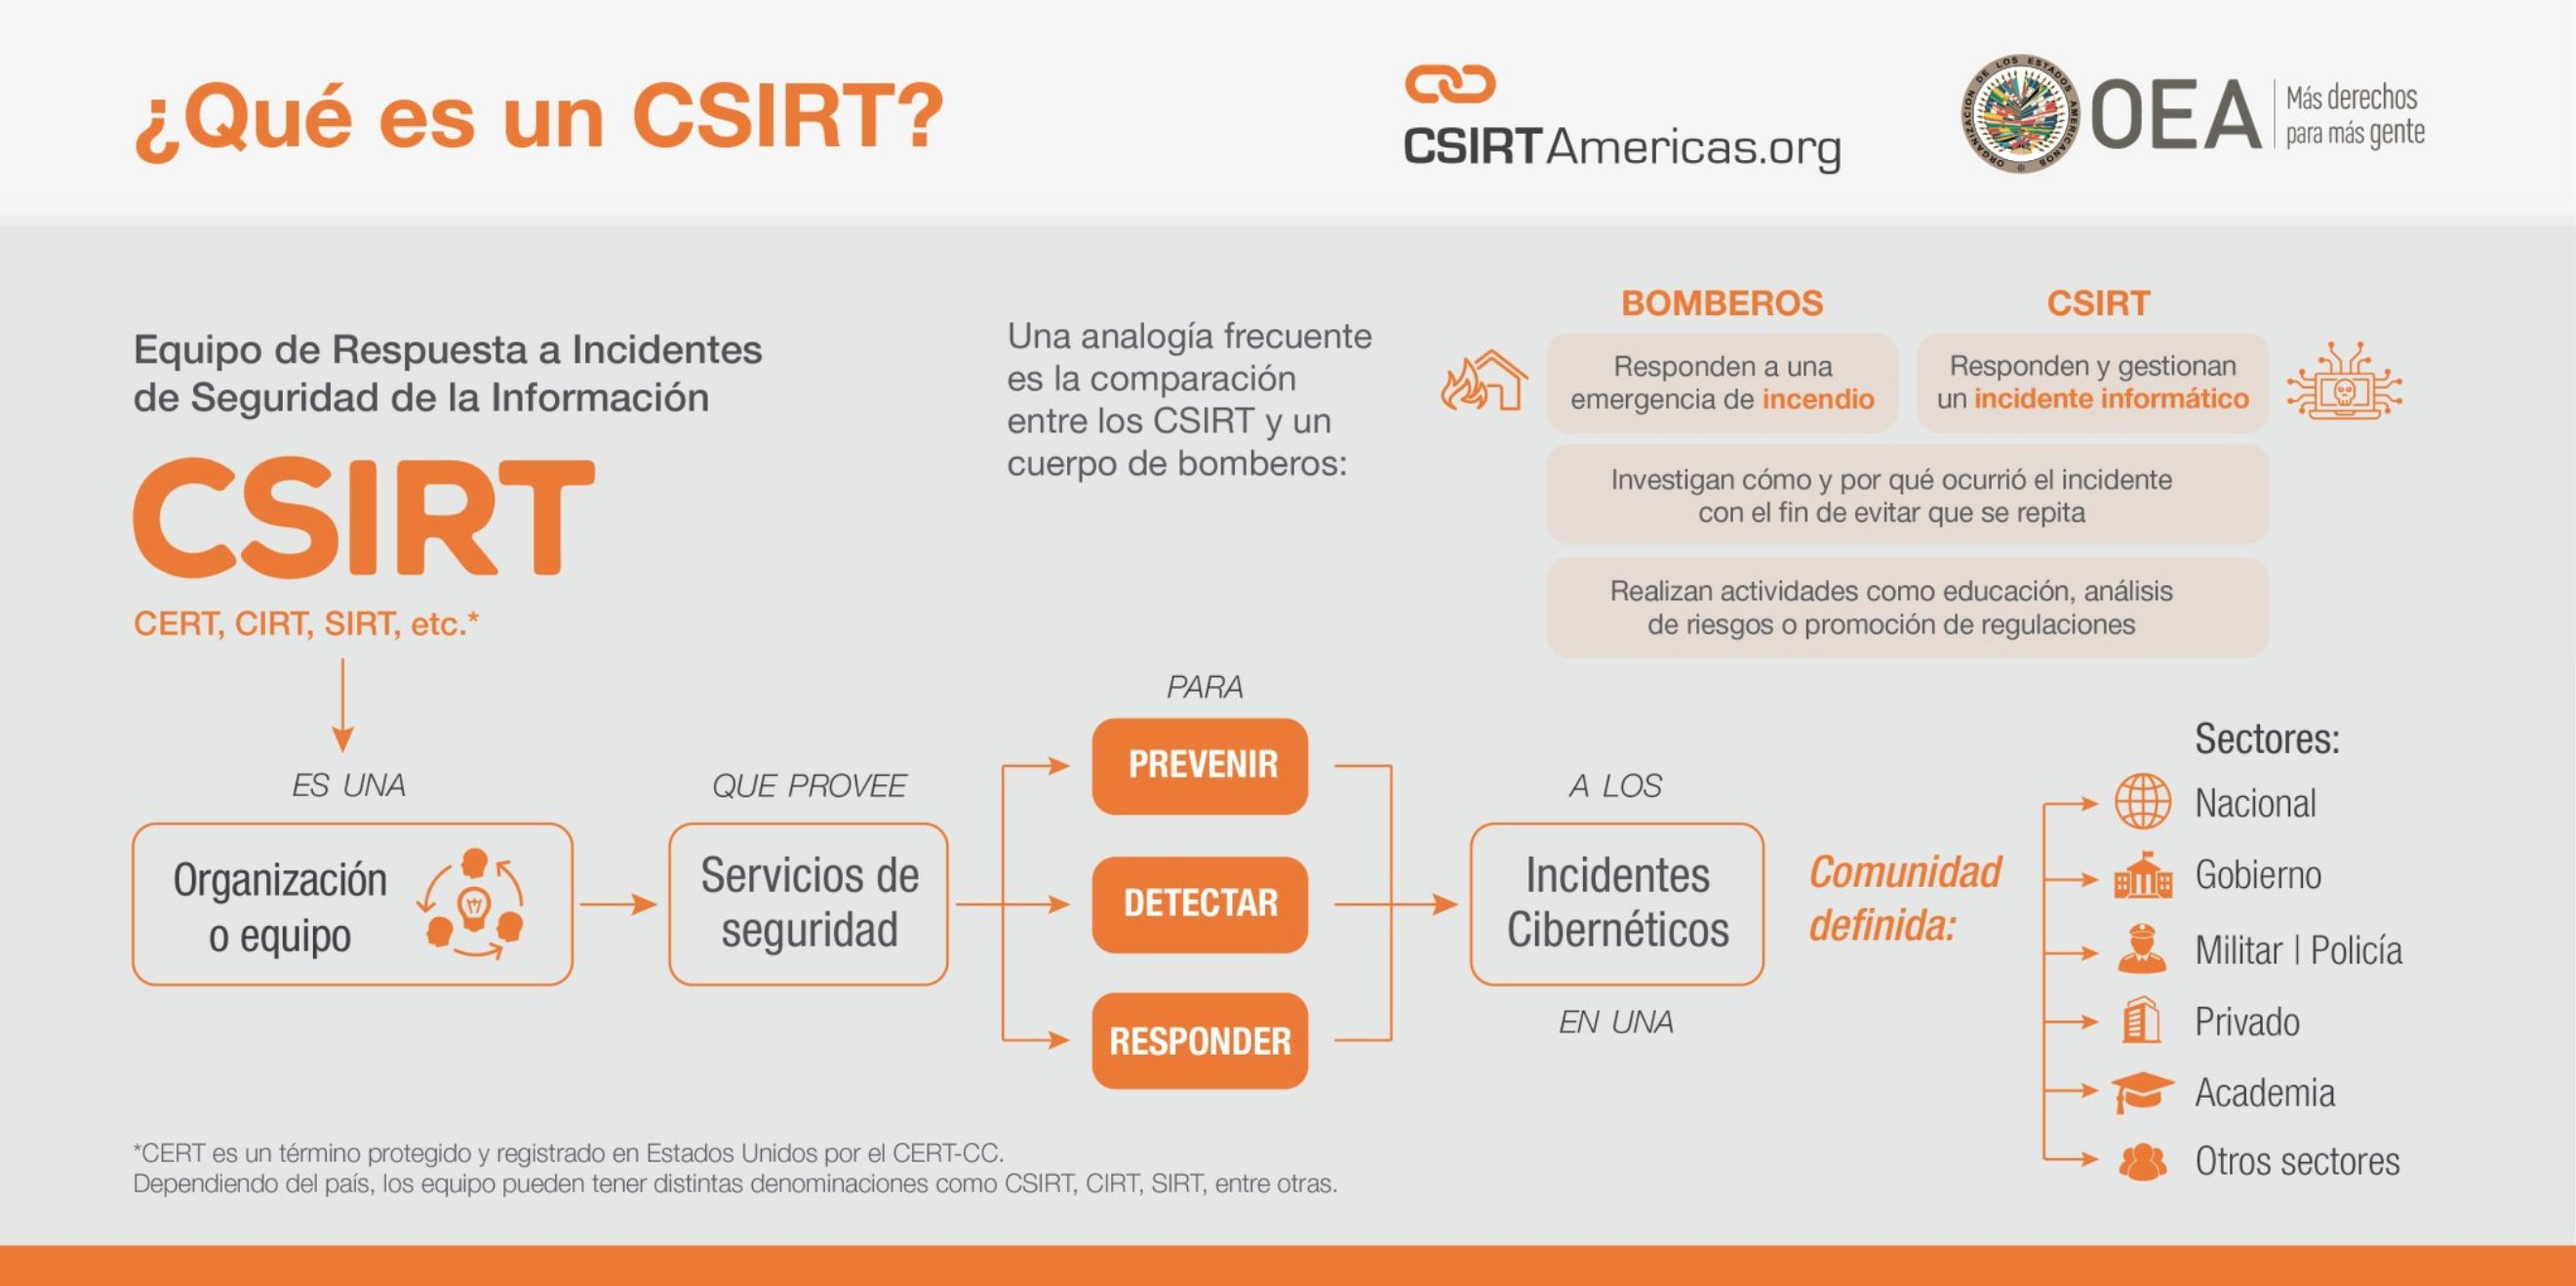 ¿Qué es un CSIRT?
CSIRTAmericas.org
ORGANIZACION DE LOS ESTADOS AMERICANOS
OEA
Más derechos
para más gente
Equipo de Respuesta a Incidentes
de Seguridad de la Información
CSIRT
CERT, CIRT, SIRT, etc.*
Una analogía frecuente
es la comparación
entre los CSIRT y un
cuerpo de bomberos:
BOMBEROS
Responden a una
emergencia de incendio
CSIRT
Responden y gestionan
un incidente informático
Investigan cómo y por qué ocurrió el incidente
con el fin de evitar que se repita
Realizan actividades como educación, análisis
de riesgos o promoción de regulaciones
ES UNA
Organización
o equipo
QUE PROVEE
Servicios de
seguridad
PARA
PREVENIR
DETECTAR
RESPONDER
A LOS
Incidentes
Cibernéticos
EN UNA
Comunidad
definida:
Sectores:
Nacional
Gobierno
Militar | Policía
Privado
Academia
Otros sectores
*CERT es un término protegido y registrado en Estados Unidos por el CERT-CC.
Dependiendo del país, los equipo pueden tener distintas denominaciones como CSIRT, CIRT, SIRT, entre otras.